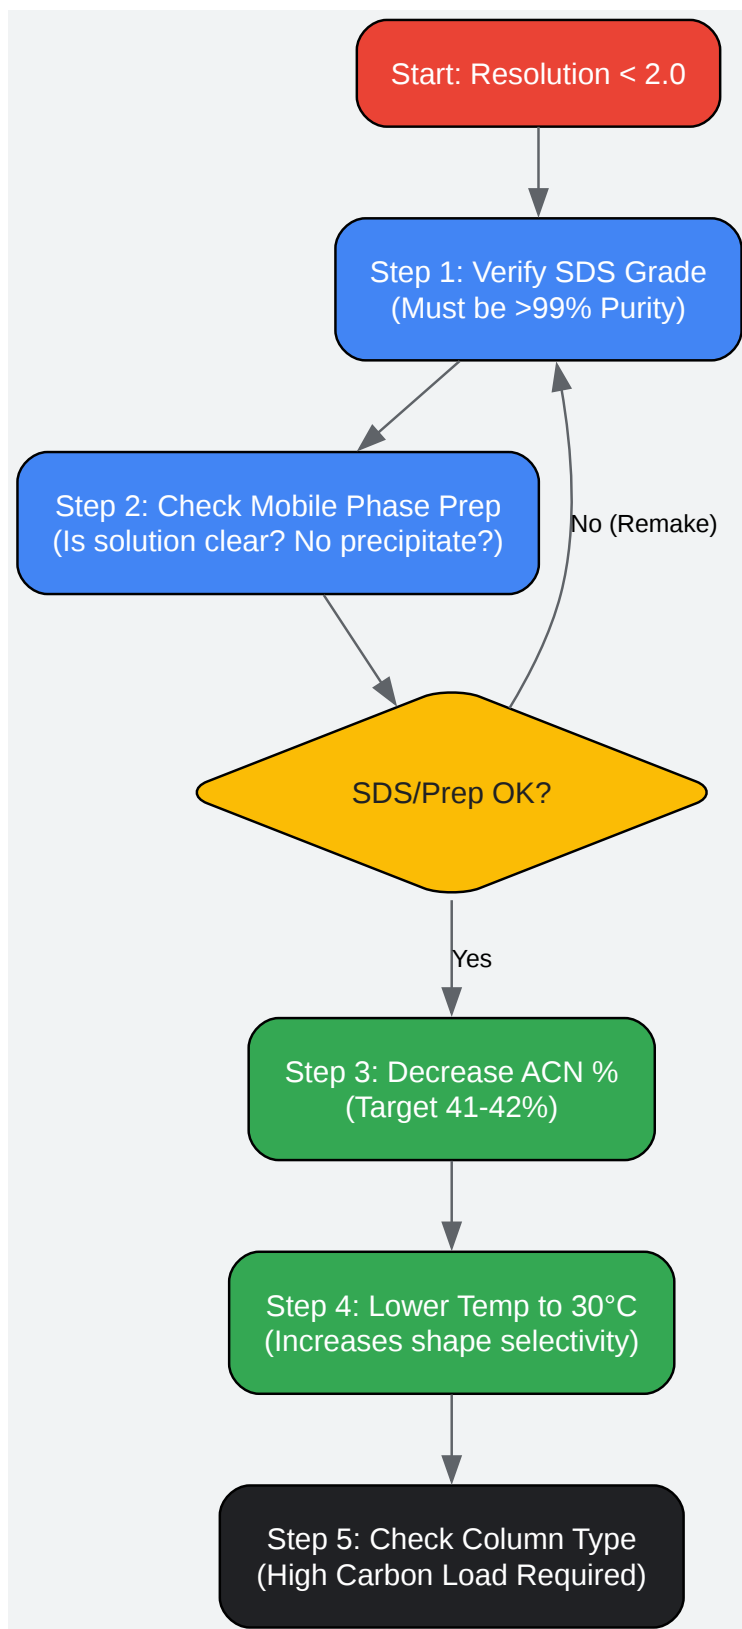 Start: Resolution < 2.0
Step 1: Verify SDS Grade
(Must be >99% Purity)
Step 2: Check Mobile Phase Prep
(Is solution clear? No precipitate?)
No (Remake)
SDS/Prep OK?
Yes
Step 3: Decrease ACN %
(Target 41-42%)
Step 4: Lower Temp to 30°C
(Increases shape selectivity)
Step 5: Check Column Type
(High Carbon Load Required)